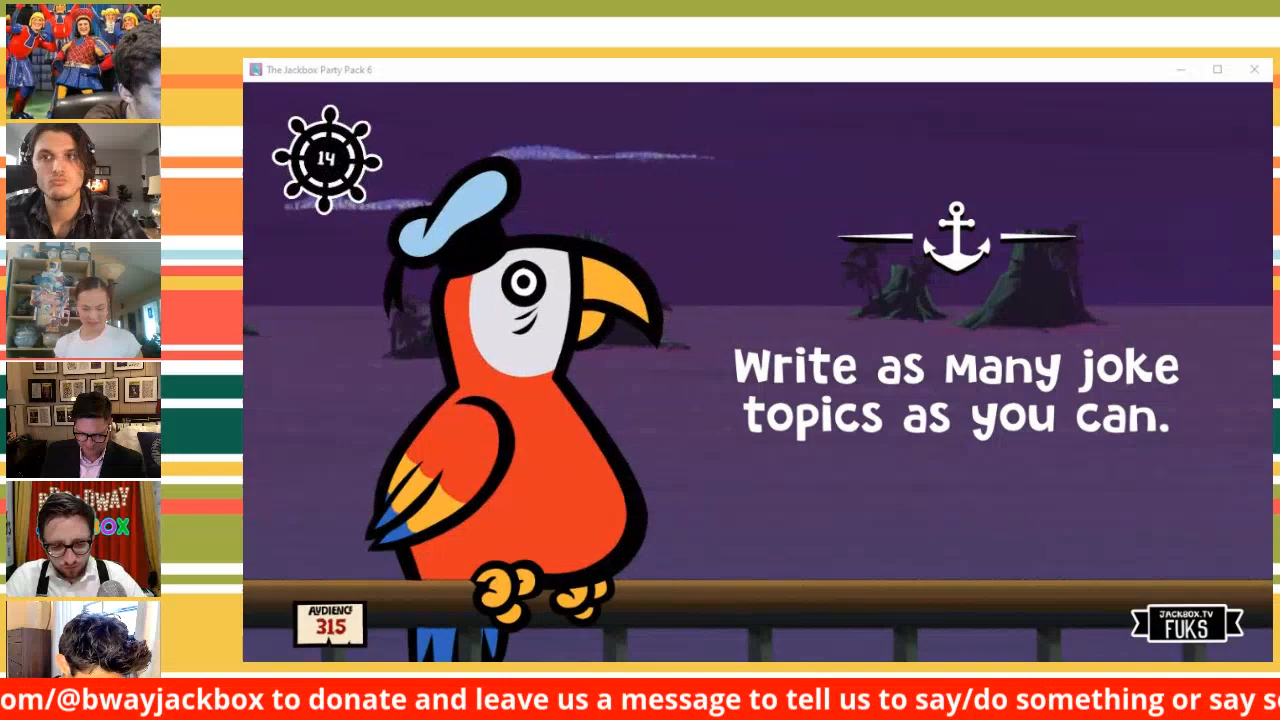 The Jackbox Party Pack 6
14
Write as many joke
topics as you can.
AUDIENCE
315
JACKBOX.TV
FUKS
BROADWAY
om/@bwayjackbox to donate and leave us a message to tell us to say/do something or say s